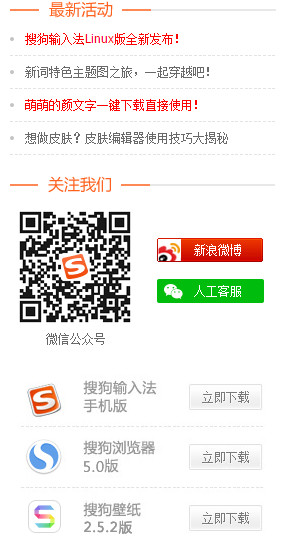 最新活动
搜狗输入法Linux版全新发布！
新词特色主题图之旅，一起穿越吧！
萌萌的颜文字一键下载直接使用！
想做皮肤？皮肤编辑器使用技巧大揭秘
关注我们
新浪微博
人工客服
微信公众号
搜狗输入法
手机版
立即下载
搜狗浏览器
5.0版
立即下载
搜狗壁纸
2.5.2版
立即下载